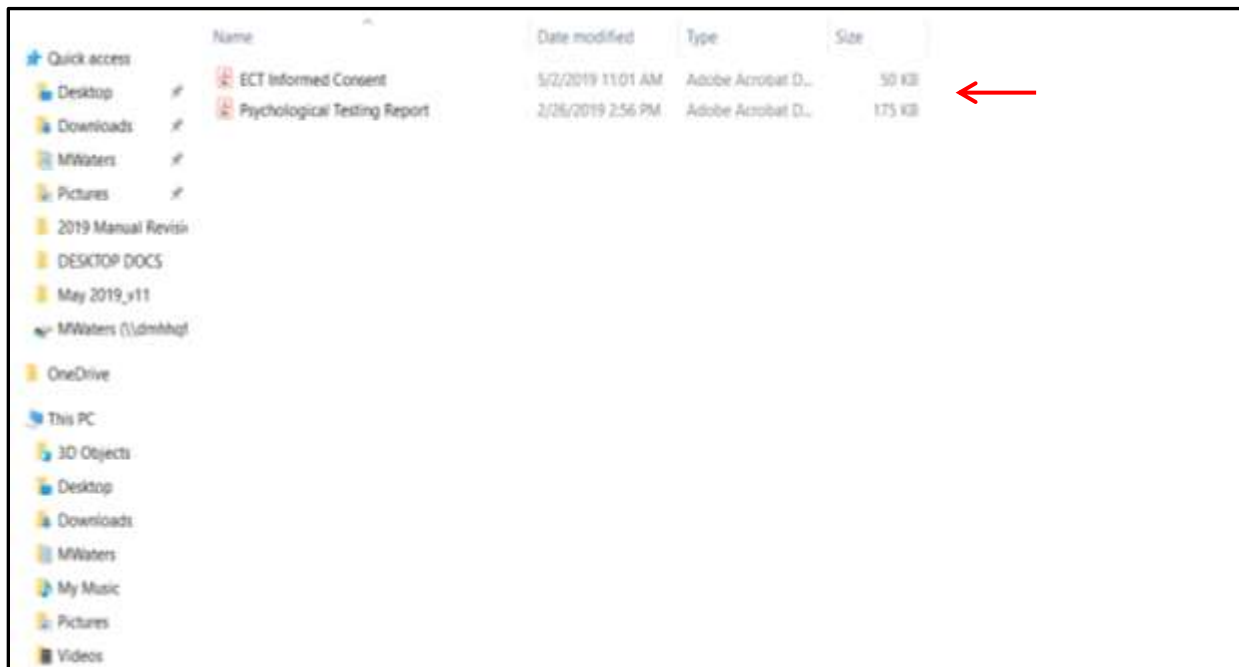 Name Date modified Type Size
Quick access
ECT Informed Consent 5/2/2019 11:01 AM Adobe Acrobat D... 50 KB
Desktop
Psychological Testing Report 2/26/2019 2:56 PM Adobe Acrobat D... 175 KB
Downloads
MWaters
Pictures
2019 Manual Revisi
DESKTOP DOCS
May 2019_v11
MWaters (\\dmhhqf
OneDrive
This PC
3D Objects
Desktop
Downloads
MWaters
My Music
Pictures
Videos